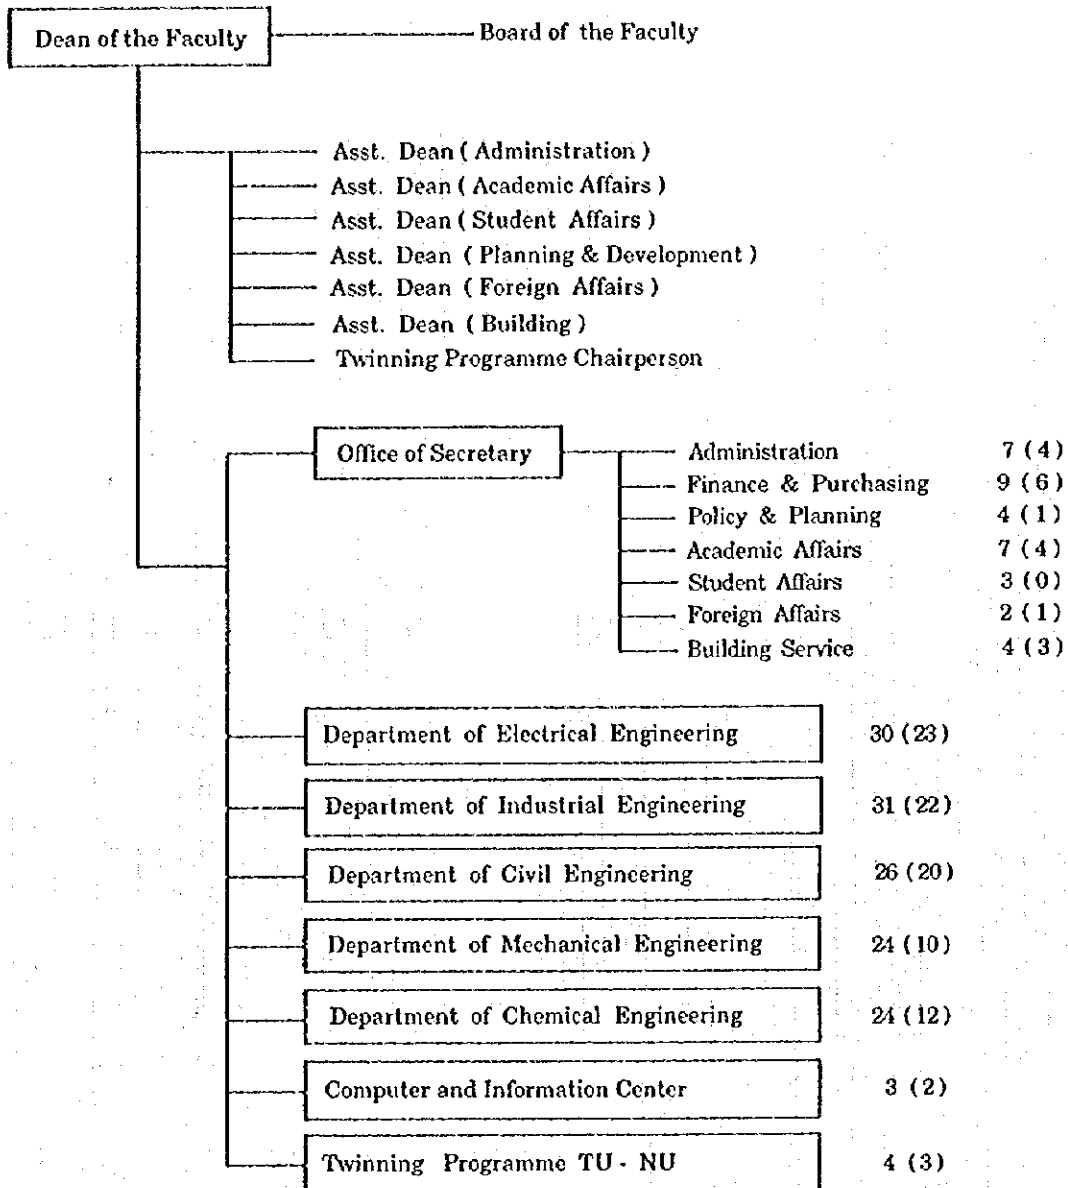 Dean of the Faculty Board of the Faculty
Asst. Dean ( Administration )
Asst. Dean ( Academic Affairs )
Asst. Dean ( Student Affairs )
Asst. Dean ( Planning & Development )
Asst. Dean ( Foreign Affairs )
Asst. Dean ( Building )
Twinning Programme Chairperson
Office of Secretary Administration 7 (4)
Finance & Purchasing 9 (6)
Policy & Planning 4 (1)
Academic Affairs 7 (4)
Student Affairs 3 (0)
Foreign Affairs 2 (1)
Building Service 4 (3)
Department of Electrical Engineering 30 (23)
Department of Industrial Engineering 31 (22)
Department of Civil Engineering 26 (20)
Department of Mechanical Engineering 24 (10)
Department of Chemical Engineering 24 (12)
Computer and Information Center 3 (2)
Twinning Programme TU - NU 4 (3)